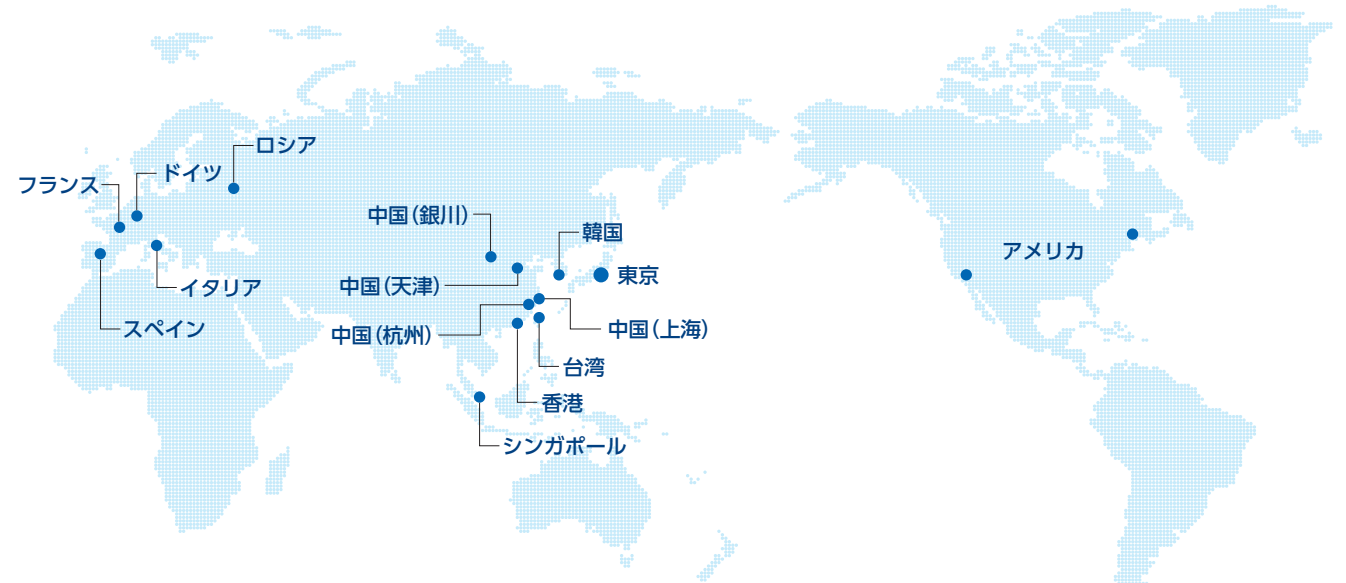 ロシア
ドイツ
フランス
中国(銀川)
韓国
アメリカ
東京
中国(天津)
イタリア
スペイン
中国(上海)
中国(杭州)
台湾
香港
シンガポール